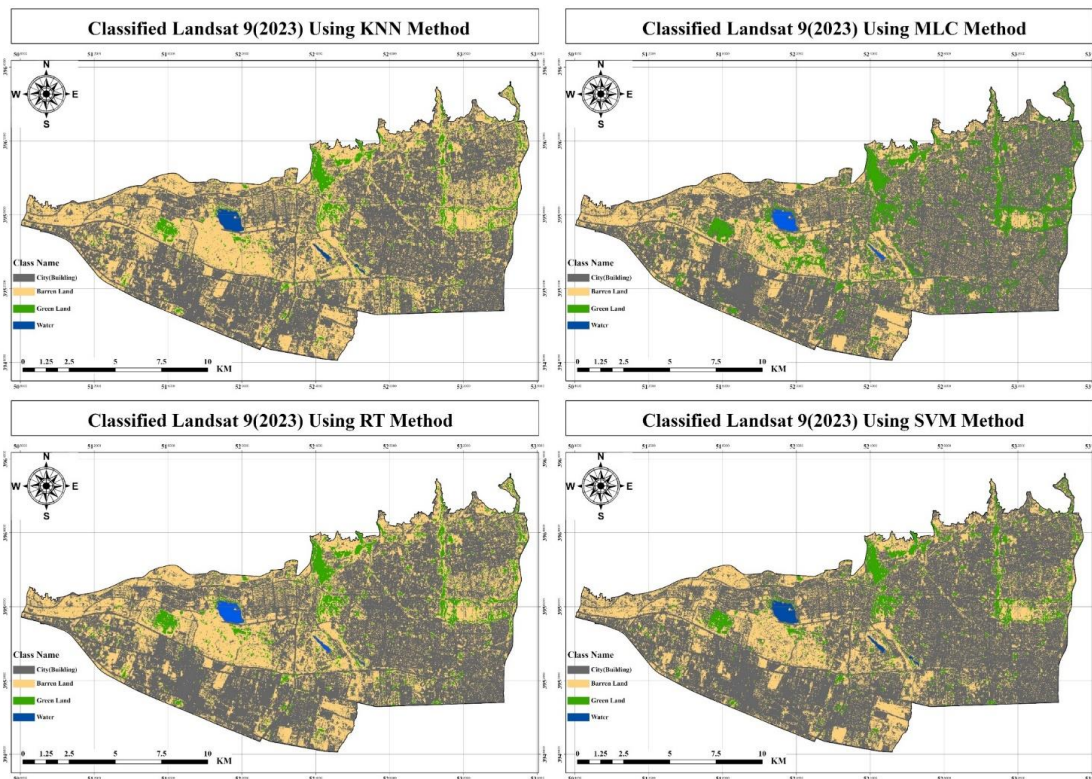 Classified Landsat 9(2023) Using KNN Method
N
W E
S
Class Name
City(Building)
Barren Land
Green Land
Water
0 1.25 2.5 5 7.5 10
KM
Classified Landsat 9(2023) Using MLC Method
N
W E
S
Class Name
City(Building)
Barren Land
Green Land
Water
0 1.25 2.5 5 7.5 10
KM
Classified Landsat 9(2023) Using RT Method
N
W E
S
Class Name
City(Building)
Barren Land
Green Land
Water
0 1.25 2.5 5 7.5 10
KM
Classified Landsat 9(2023) Using SVM Method
N
W E
S
Class Name
City(Building)
Barren Land
Green Land
Water
0 1.25 2.5 5 7.5 10
KM